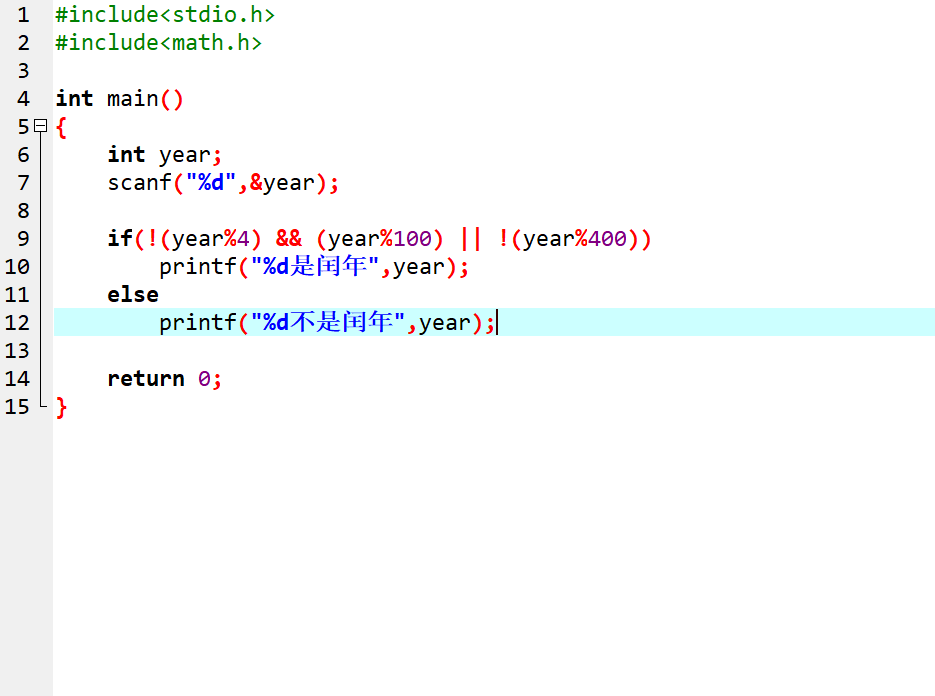 1 #include<stdio.h>
2 #include<math.h>
3
4 int main()
5 {
6     int year;
7     scanf("%d",&year);
8
9     if(!(year%4) && (year%100) || !(year%400))
10         printf("%d是闰年",year);
11     else
12         printf("%d不是闰年",year);
13
14     return 0;
15 }